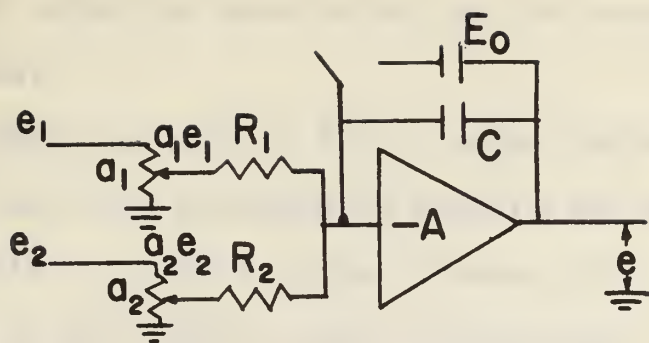 E₀
C
e₁
a₁e₁
R₁
a₁
e₂
a₂e₂
R₂
a₂
-A
e